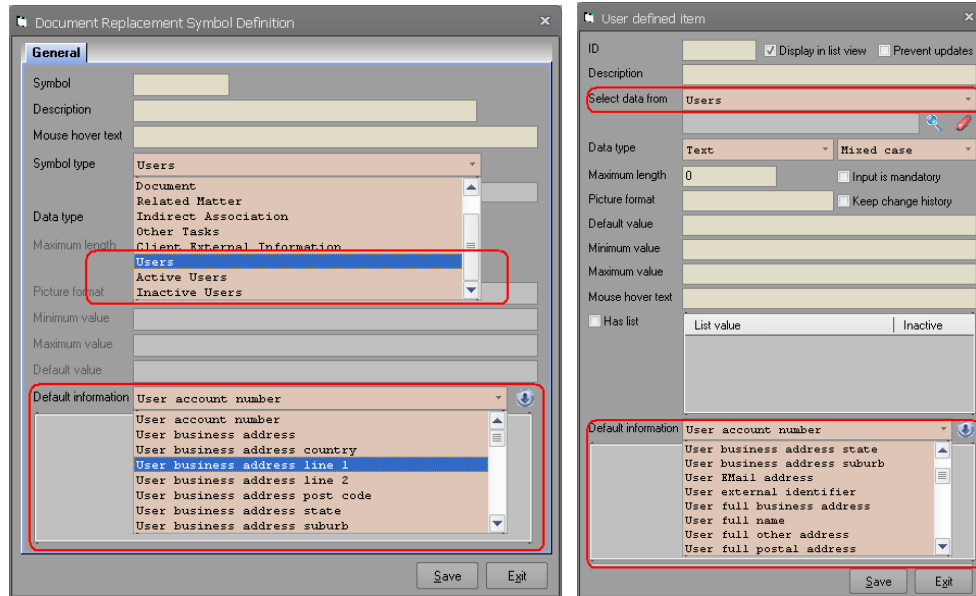 Document Replacement Symbol Definition
General
Symbol
Description
Mouse hover text
Symbol type Users
Document
Related Matter
Indirect Association
Other Tasks
Client External Information
Users
Active Users
Inactive Users
Data type
Maximum length
Picture format
Minimum value
Maximum value
Default value
Default information User account number
User account number
User business address
User business address country
User business address line 1
User business address line 2
User business address post code
User business address state
User business address suburb
Save Exit
User defined item
ID Display in list view Prevent updates
Description
Select data from Users
Data type Text Mixed case
Maximum length 0 Input is mandatory
Picture format Keep change history
Default value
Minimum value
Maximum value
Mouse hover text
Has list List value Inactive
Default information User account number
User business address state
User business address suburb
User EMail address
User external identifier
User full business address
User full name
User full other address
User full postal address
Save Exit